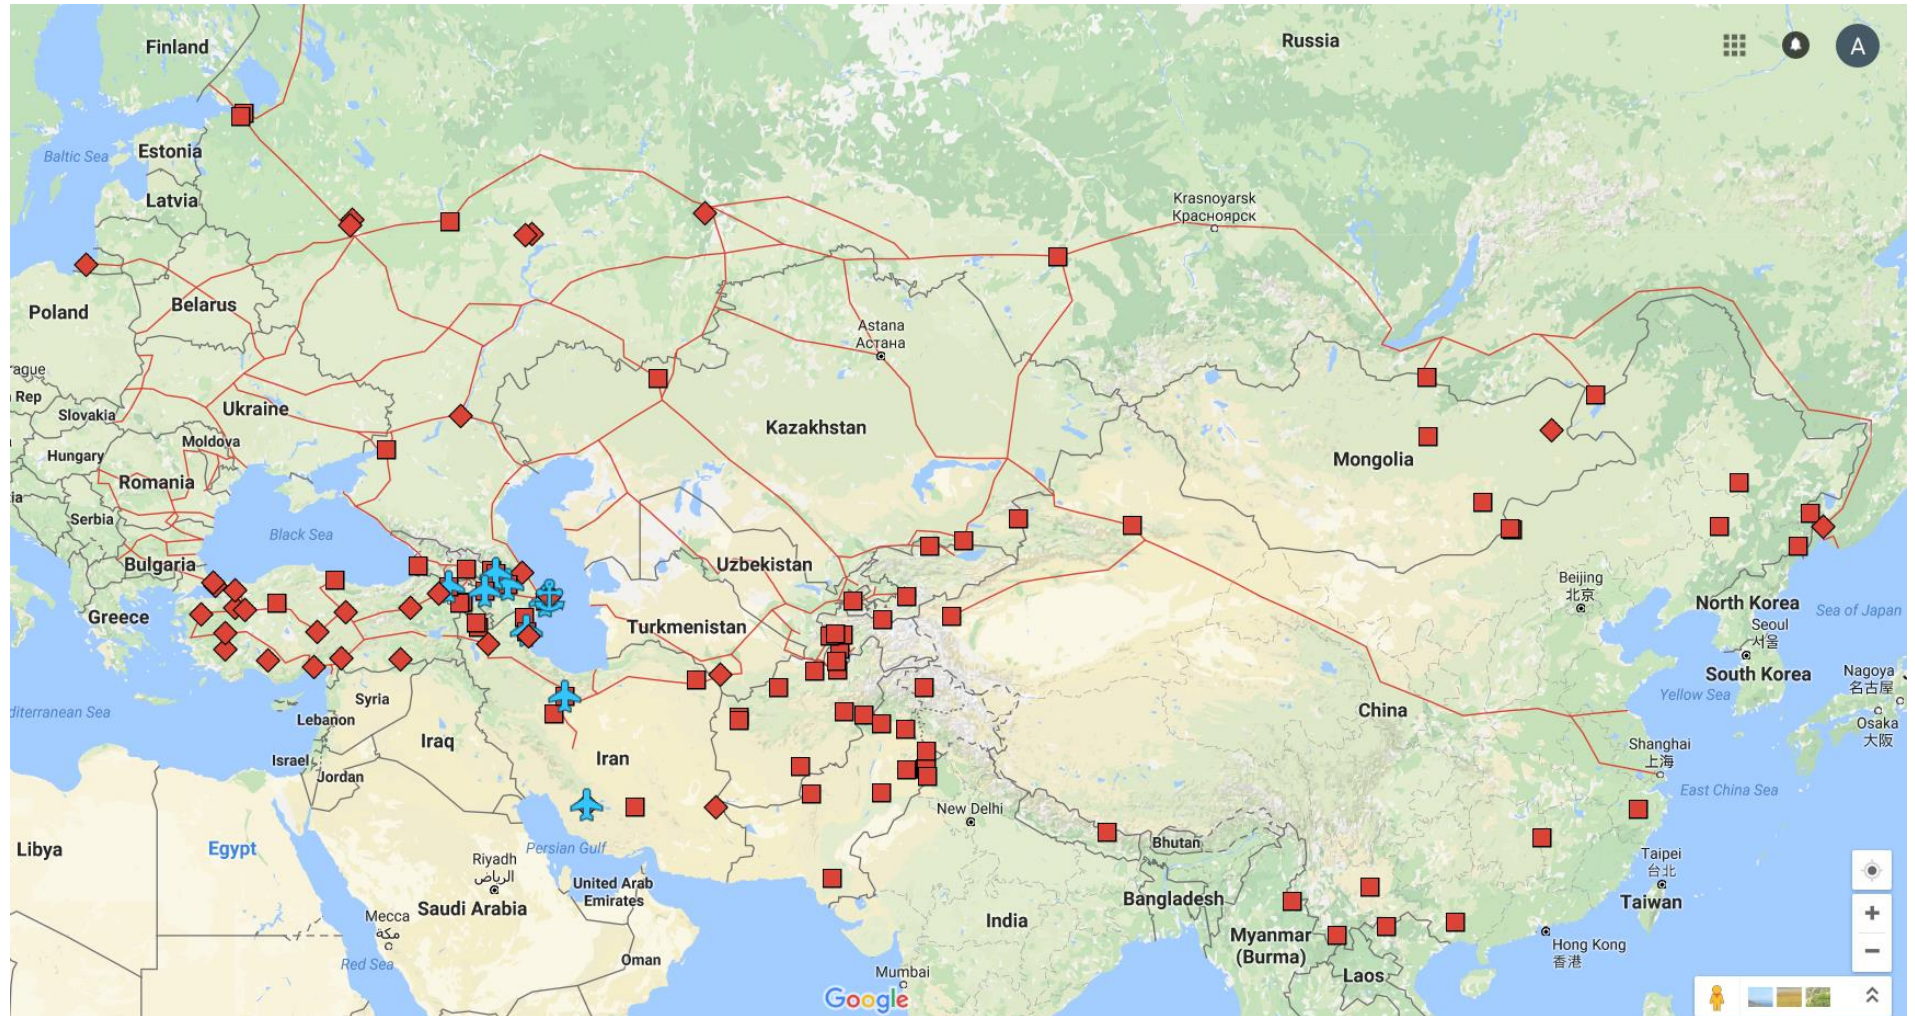 Finland
Russia
A
Baltic Sea
Estonia
Latvia
Krasnoyarsk
Красноярск
Belarus
Poland
Astana
Астана
ague
Rep
Slovakia
Ukraine
Moldova
Hungary
Kazakhstan
Mongolia
Romania
Serbia
Black Sea
Bulgaria
Uzbekistan
Beijing
北京
Greece
Turkmenistan
North Korea
Sea of Japan
Seoul
서울
South Korea
Nagoya
名古屋
Yellow Sea
Osaka
大阪
Syria
diterranean Sea
Lebanon
Iraq
Israel
Jordan
Iran
China
Shanghai
上海
East China Sea
New Delhi
Libya
Egypt
Persian Gulf
Riyadh
الرياض
Bhutan
Taipei
台北
United Arab
Emirates
Bangladesh
Taiwan
Saudi Arabia
Mecca
مكة
India
Myanmar
(Burma)
Hong Kong
香港
Red Sea
Oman
Mumbai
Laos
Google